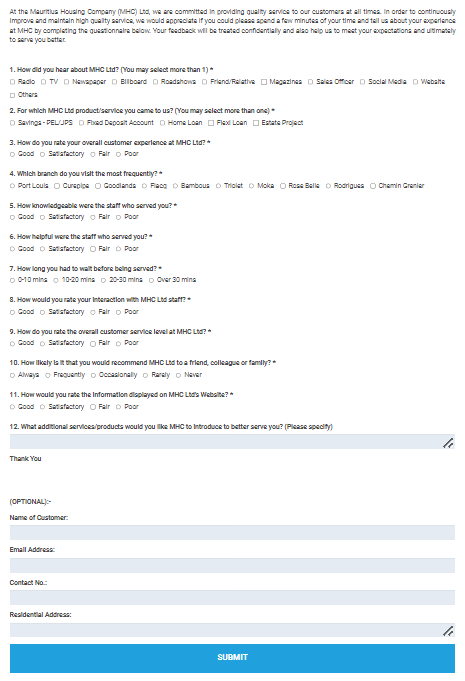 At the Mauritius Housing Company (MHC) Ltd, we are committed in providing quality service to our customers at all times. In order to continuously
improve and maintain high quality service, we would appreciate if you could please spend a few minutes of your time and tell us about your experience
at MHC by completing the questionnaire below. Your feedback will be treated confidentially and also help us to meet your expectations and ultimately
to serve you better.
1. How did you hear about MHC Ltd? (You may select more than 1) *
Radio TV Newspaper Billboard Roadshows Friend/Relative Magazines Sales Officer Social Media Website
Others
2. For which MHC Ltd product/service you came to us? (You may select more than one) *
Savings - PEL/JPS Fixed Deposit Account Home Loan Flexi Loan Estate Project
3. How do you rate your overall customer experience at MHC Ltd? *
Good Satisfactory Fair Poor
4. Which branch do you visit the most frequently? *
Port Louis Curepipe Goodlands Flacq Bambous Triolet Moka Rose Belle Rodrigues Chemin Grenier
5. How knowledgeable were the staff who served you? *
Good Satisfactory Fair Poor
6. How helpful were the staff who served you? *
Good Satisfactory Fair Poor
7. How long you had to wait before being served? *
0-10 mins 10-20 mins 20-30 mins Over 30 mins
8. How would you rate your interaction with MHC Ltd staff? *
Good Satisfactory Fair Poor
9. How do you rate the overall customer service level at MHC Ltd? *
Good Satisfactory Fair Poor
10. How likely is it that you would recommend MHC Ltd to a friend, colleague or family? *
Always Frequently Occasionally Rarely Never
11. How would you rate the information displayed on MHC Ltd's Website? *
Good Satisfactory Fair Poor
12. What additional services/products would you like MHC to introduce to better serve you? (Please specify)
Thank You
(OPTIONAL):-
Name of Customer:
Email Address:
Contact No.:
Residential Address:
SUBMIT